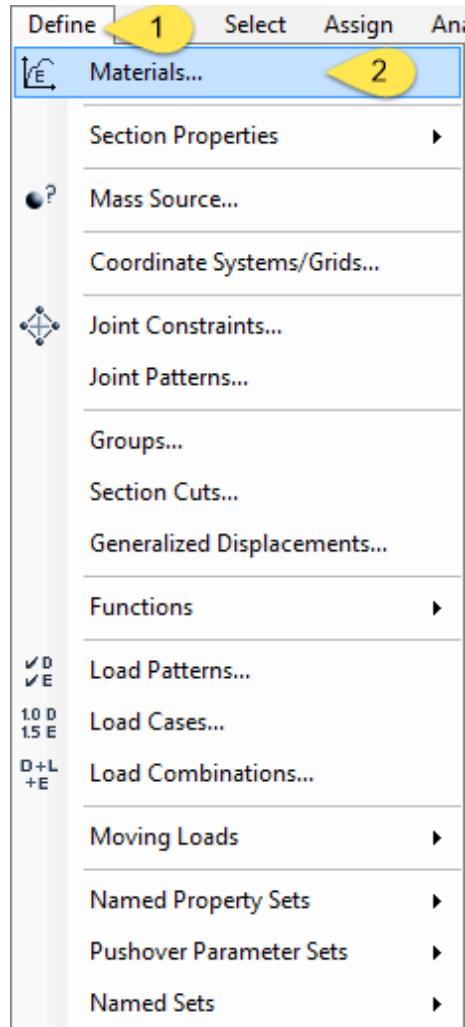 Define 1 Select Assign Ana
E Materials... 2
Section Properties
? Mass Source...
Coordinate Systems/Grids...
Joint Constraints...
Joint Patterns...
Groups...
Section Cuts...
Generalized Displacements...
Functions
D
E Load Patterns...
1.0 D
1.5 E Load Cases...
D+L
+E Load Combinations...
Moving Loads
Named Property Sets
Pushover Parameter Sets
Named Sets